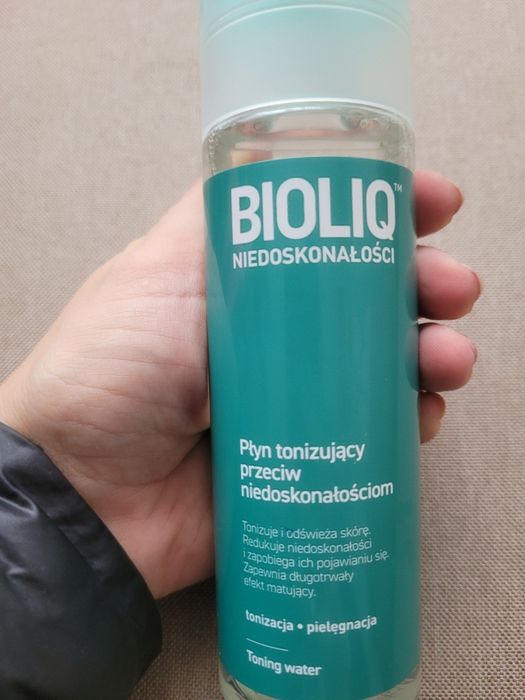 BIOLIQ™
NIEDOSKONAŁOŚCI
Płyn tonizujący
przeciw
niedoskonałościom
Tonizuje i odświeża skórę.
Redukuje niedoskonałości
i zapobiega ich pojawianiu się.
Zapewnia długotrwały
efekt matujący.
tonizacja • pielęgnacja
Toning water